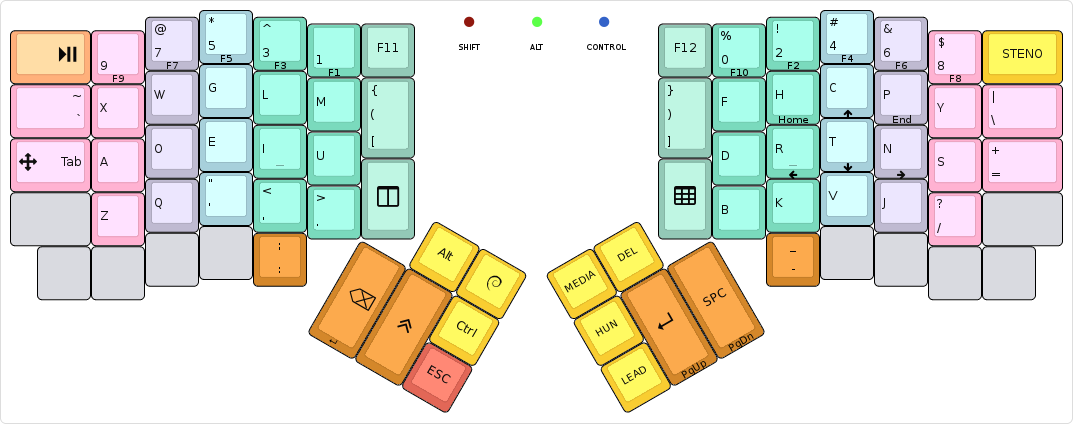 SHIFT ALT CONTROL
9 F9
@ 7 F7
* 5 F5
^ 3 F3
1 F1
F11
~ `
X
W
G
L
M
{ ( [
Tab
A
O
E
I _
U
Z
Q
" '
< ,
> .
; :
Alt
Ctrl
ESC
F12
% 0 F10
! 2 F2
# 4 F4
& 6 F6
$ 8 F8
STENO
} ) ]
F
H Home
C
P End
Y
| \
D
R _
T
N
S
+ =
B
K
V
J
? /
_ -
MEDIA
DEL
HUN
LEAD
PgUp
SPC
PgDn